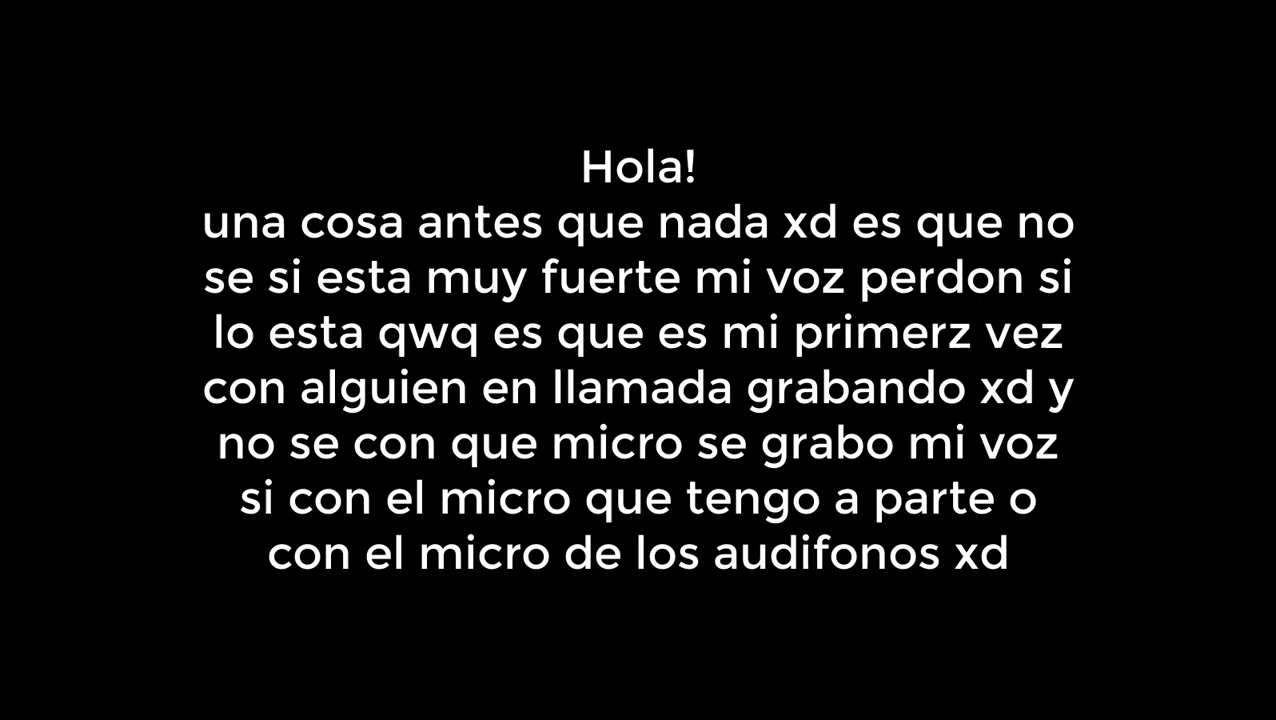 Hola!
una cosa antes que nada xd es que no
se si esta muy fuerte mi voz perdon si
lo esta qwq es que es mi primerz vez
con alguien en llamada grabando xd y
no se con que micro se grabo mi voz
si con el micro que tengo a parte o
con el micro de los audifonos xd